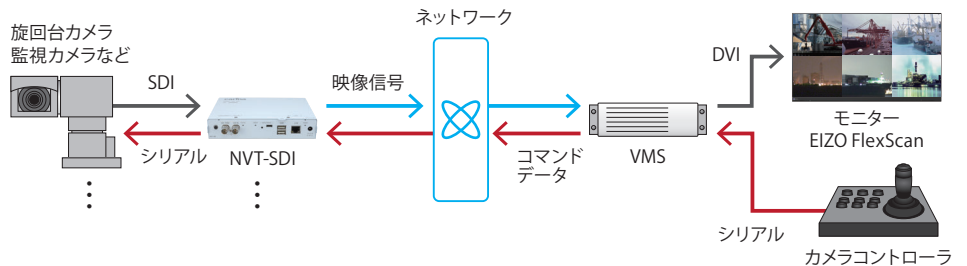 旋回台カメラ
監視カメラなど
SDI
シリアル
NVT-SDI
映像信号
ネットワーク
コマンド
データ
VMS
DVI
モニター
EIZO FlexScan
シリアル
カメラコントローラ